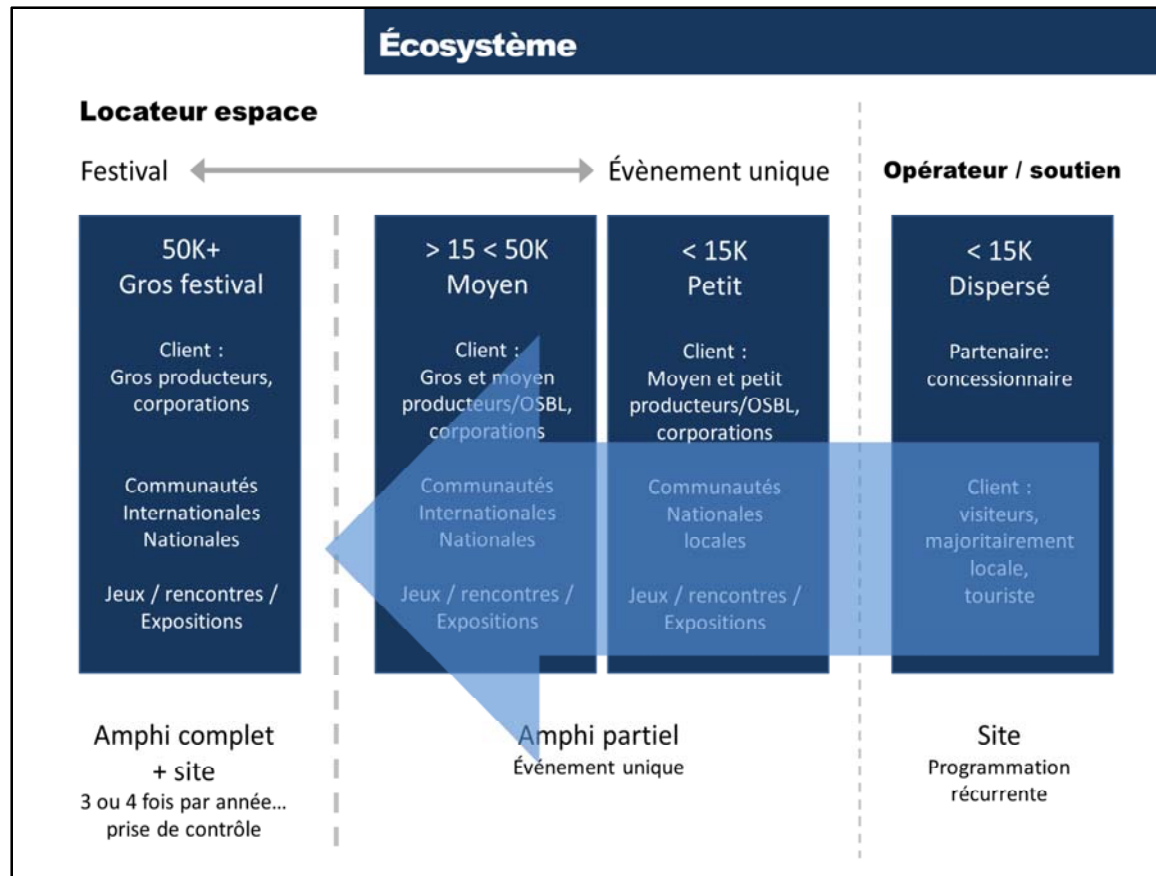 Écosystème
Locateur espace
Festival
Évènement unique
Opérateur / soutien
50K+
Gros festival
Client :
Gros producteurs,
corporations
Communautés
Internationales
Nationales
Jeux / rencontres /
Expositions
> 15 < 50K
Moyen
Client :
Gros et moyen
producteurs/OSBL,
corporations
Communautés
Internationales
Nationales
Jeux / rencontres /
Expositions
< 15K
Petit
Client :
Moyen et petit
producteurs/OSBL,
corporations
Communautés
Nationales
locales
Jeux / rencontres /
Expositions
< 15K
Dispersé
Partenaire:
concessionnaire
Client :
visiteurs,
majoritairement
locale,
touriste
Amphi complet
+ site
3 ou 4 fois par année…
prise de contrôle
Amphi partiel
Événement unique
Site
Programmation
récurrente